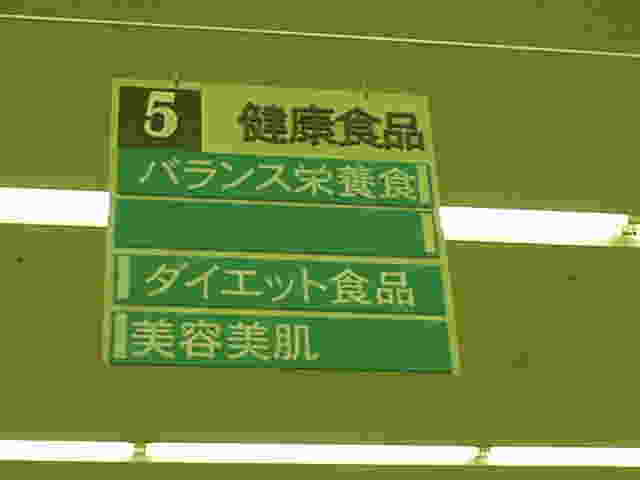 5 健康食品
バランス栄養食
ダイエット食品
美容美肌